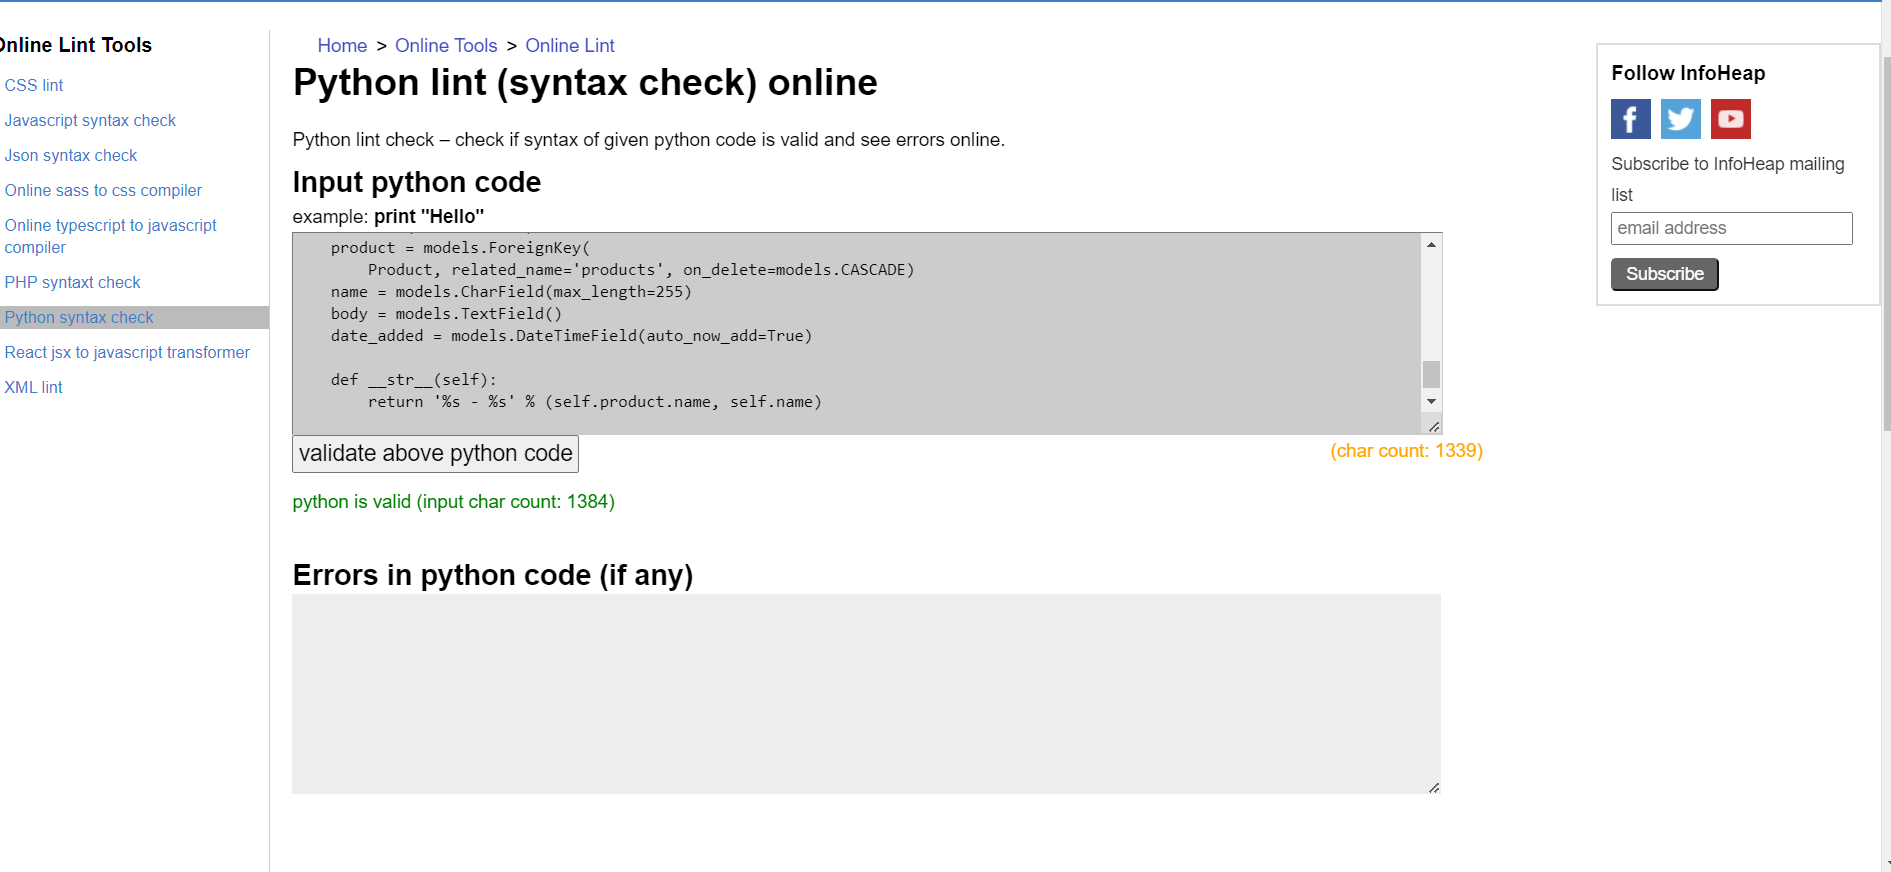 Online Lint Tools
CSS lint
Javascript syntax check
Json syntax check
Online sass to css compiler
Online typescript to javascript
compiler
PHP syntaxt check
Python syntax check
React jsx to javascript transformer
XML lint
Home > Online Tools > Online Lint
Python lint (syntax check) online
Python lint check – check if syntax of given python code is valid and see errors online.
Input python code
example: print "Hello"
product = models.ForeignKey(
Product, related_name='products', on_delete=models.CASCADE)
name = models.CharField(max_length=255)
body = models.TextField()
date_added = models.DateTimeField(auto_now_add=True)
def __str__(self):
return '%s - %s' % (self.product.name, self.name)
validate above python code
(char count: 1339)
python is valid (input char count: 1384)
Errors in python code (if any)
Follow InfoHeap
Subscribe to InfoHeap mailing
list
email address
Subscribe